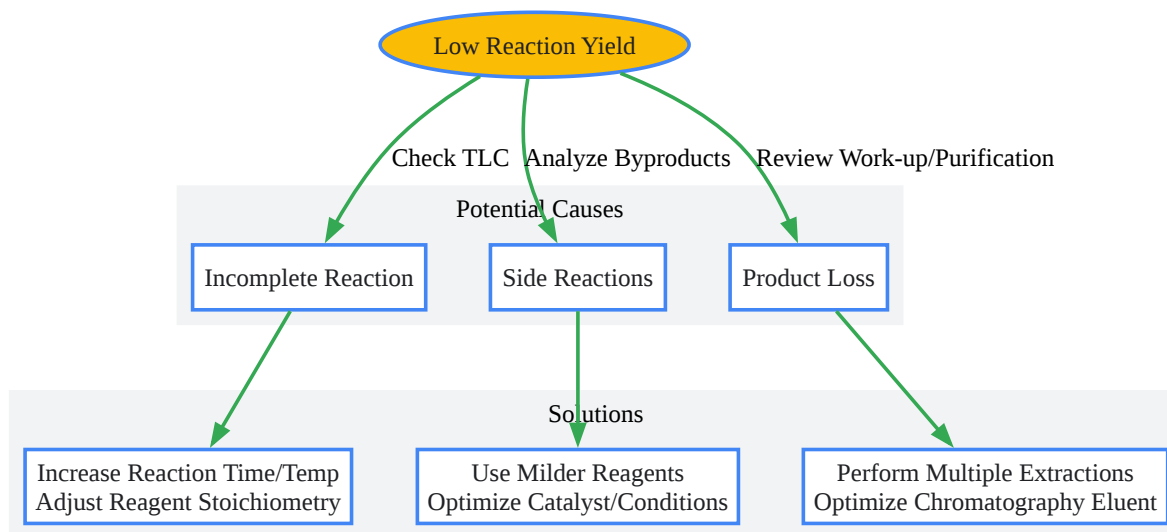 Low Reaction Yield
Check TLC
Analyze Byproducts
Review Work-up/Purification
Potential Causes
Incomplete Reaction
Side Reactions
Product Loss
Solutions
Increase Reaction Time/Temp
Adjust Reagent Stoichiometry
Use Milder Reagents
Optimize Catalyst/Conditions
Perform Multiple Extractions
Optimize Chromatography Eluent